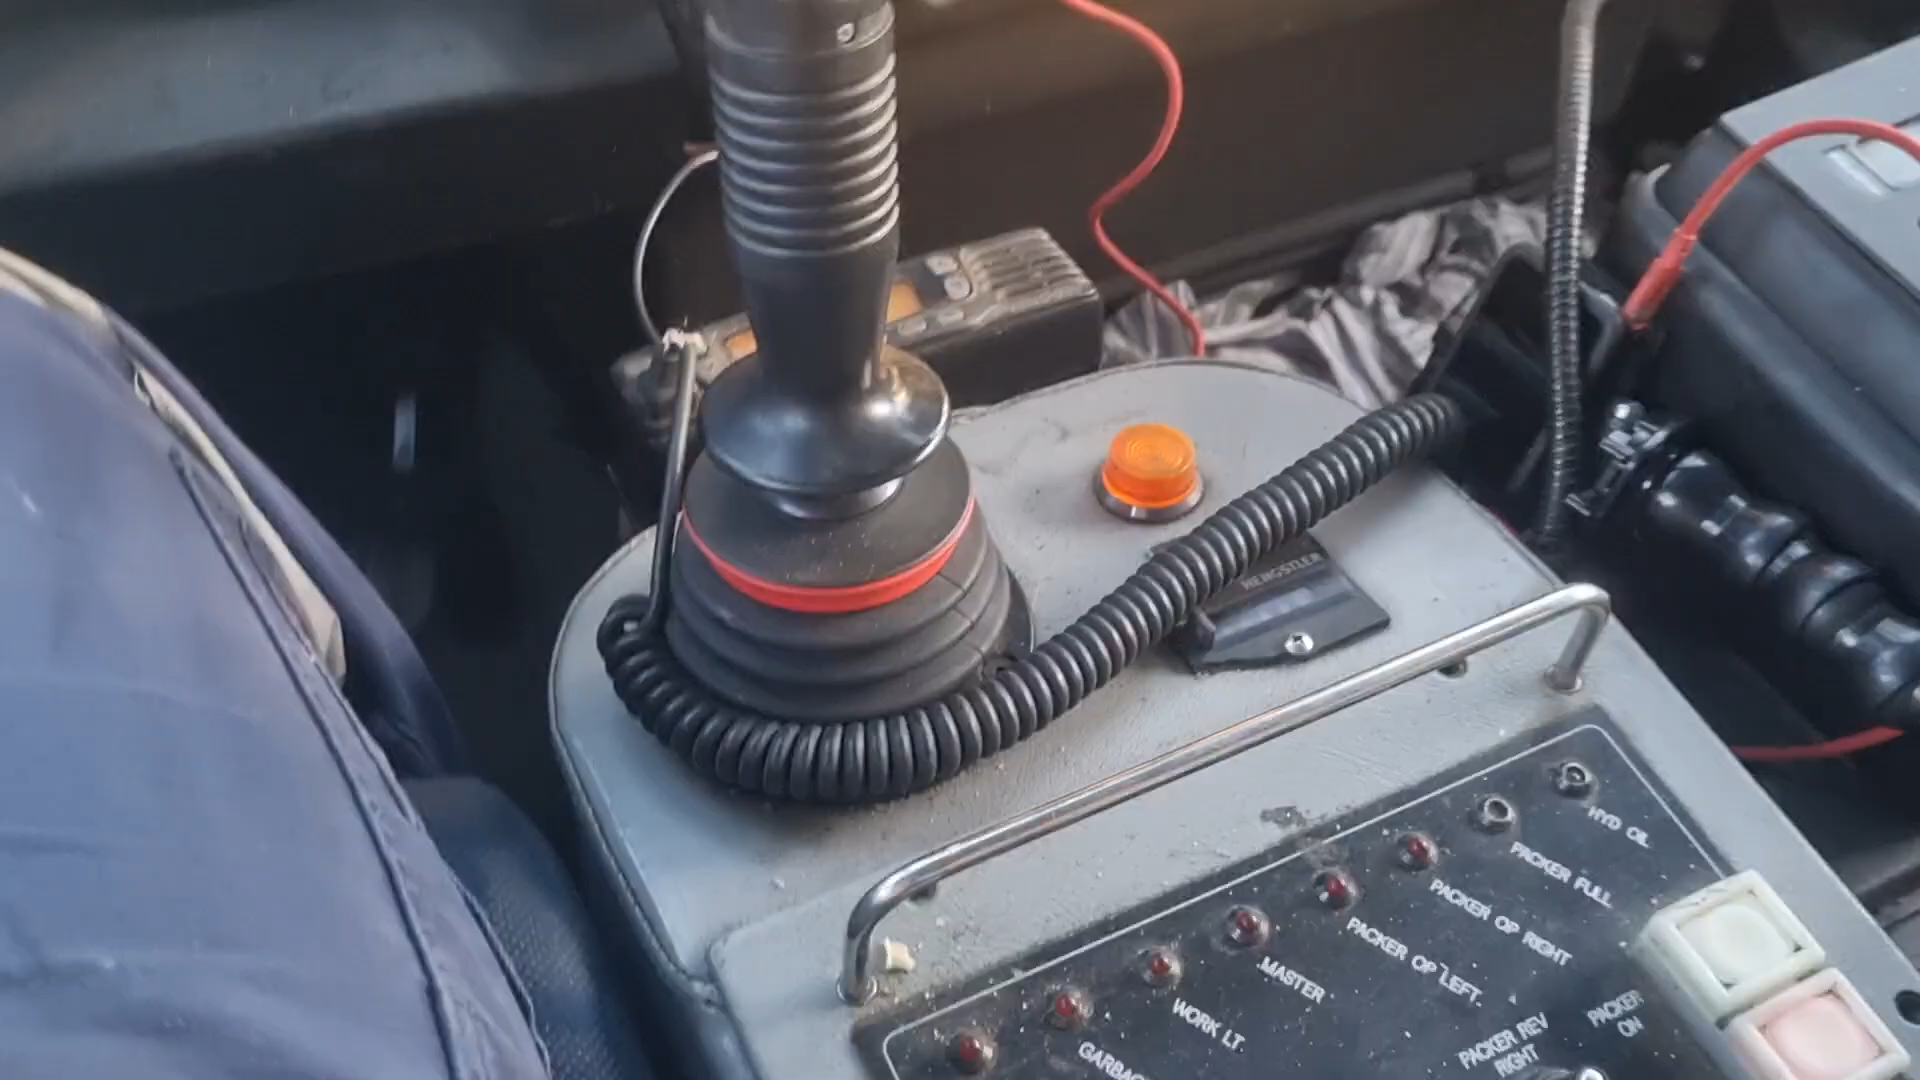 HENGSTLER
HYD OIL
PACKER FULL
PACKER OP RIGHT
PACKER OP LEFT.
MASTER
WORK LT.
PACKER
ON
PACKER REV
RIGHT